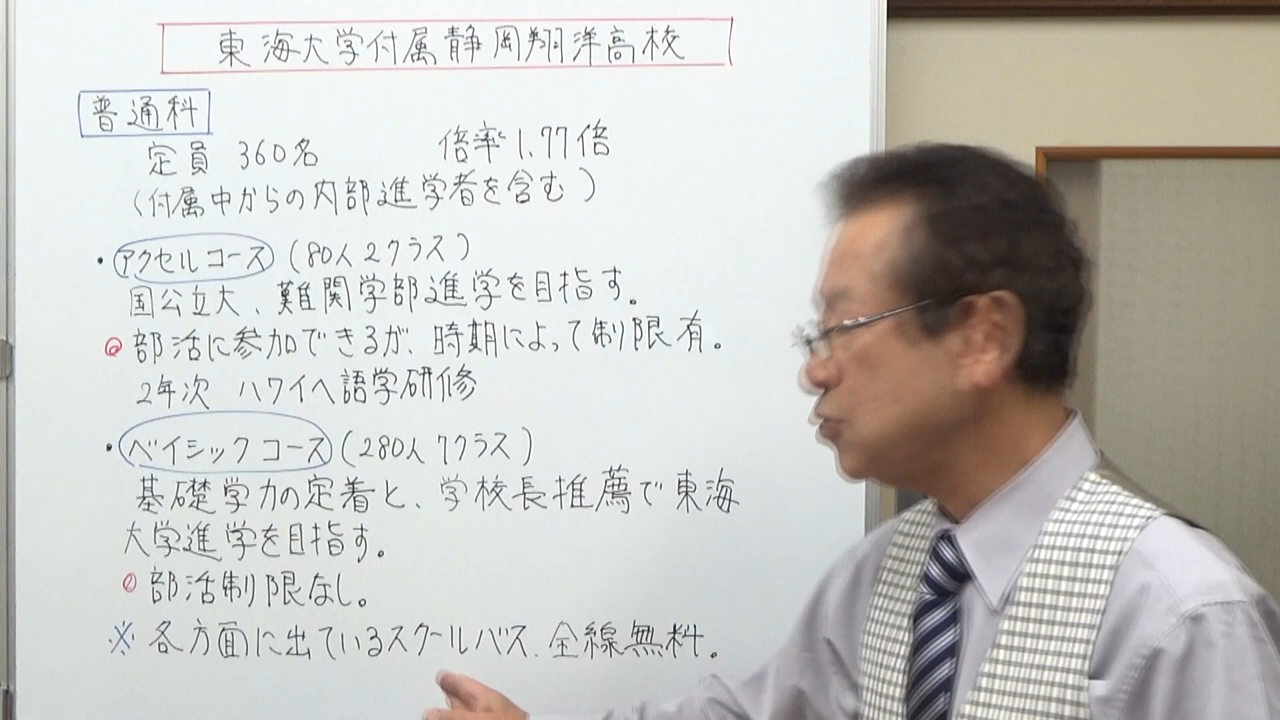 東海大学付属静岡翔洋高校
普通科
定員 360名 倍率1.77倍
(付属中からの内部進学者を含む)
・アクセルコース(80人2クラス)
国公立大、難関学部進学を目指す。
部活に参加できるが、時期によって制限有。
2年次 ハワイへ語学研修
・ベイシックコース(280人7クラス)
基礎学力の定着と、学校長推薦で東海
大学進学を目指す。
部活制限なし。
※各方面に出ているスクールバス、全線無料。